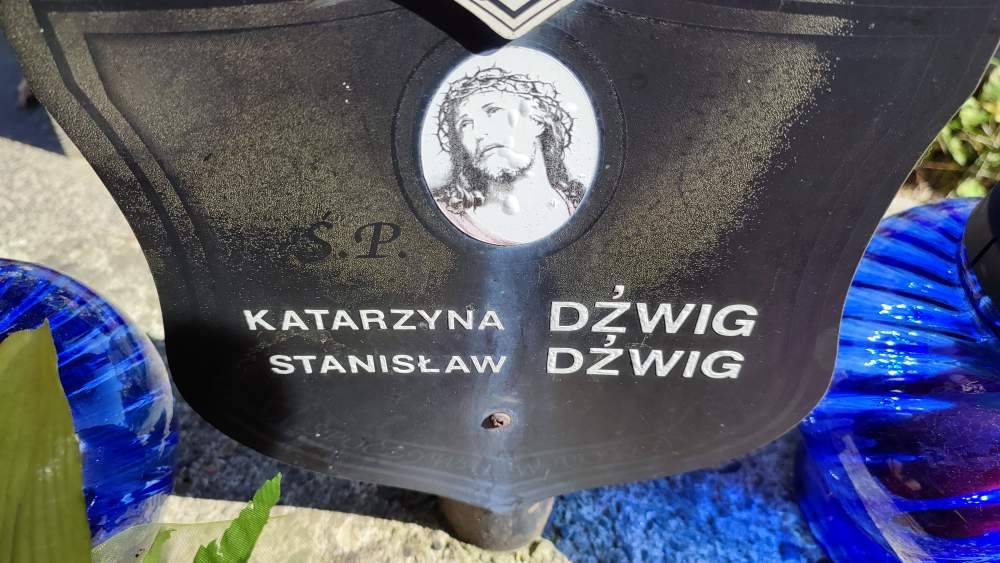 Ś.P.
KATARZYNA DŹWIG
STANISŁAW DŹWIG